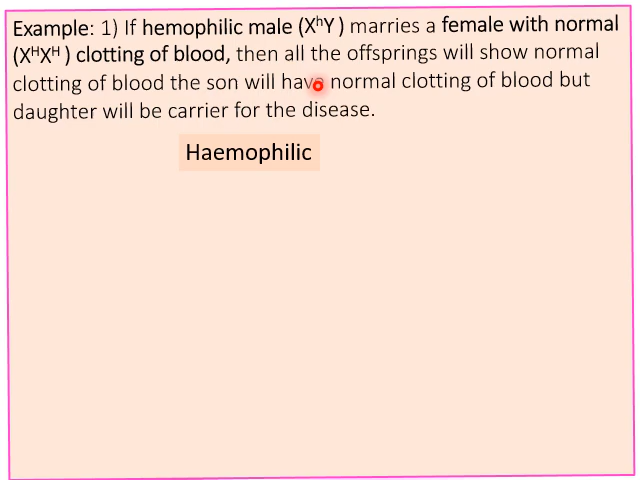 Example: 1) If hemophilic male (XʰY ) marries a female with normal
(XᴴXᴴ ) clotting of blood, then all the offsprings will show normal
clotting of blood the son will have normal clotting of blood but
daughter will be carrier for the disease.
Haemophilic